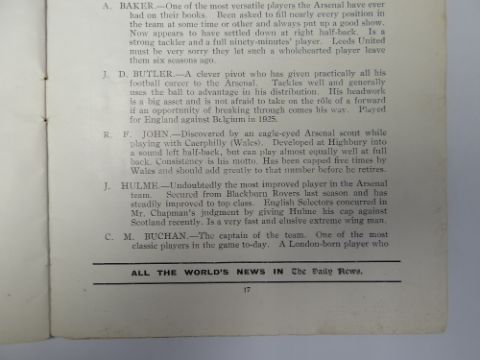 A. BAKER.—One of the most versatile players the Arsenal have ever
had on their books. Been asked to fill nearly every position in
the team at some time or other and always put up a good show.
Now appears to have settled down at right half-back. Is a
strong tackler and a full ninety-minutes' player. Leeds United
must be very sorry they let such a wholehearted player leave
them six seasons ago.
J. D. BUTLER.—A clever pivot who has given practically all his
football career to the Arsenal. Tackles well and generally
uses the ball to advantage in his distribution. His headwork
is a big asset and is not afraid to take on the rôle of a forward
if an opportunity of breaking through comes his way. Played
for England against Belgium in 1925.
R. F. JOHN.—Discovered by an eagle-eyed Arsenal scout while
playing with Caerphilly (Wales). Developed at Highbury into
a sound left half-back, but can play almost equally well at full
back. Consistency is his motto. Has been capped five times by
Wales and should add greatly to that number before he retires.
J. HULME.—Undoubtedly the most improved player in the Arsenal
team. Secured from Blackburn Rovers last season and has
steadily improved to top class. English Selectors concurred in
Mr. Chapman's judgment by giving Hulme his cap against
Scotland recently. Is a very fast and elusive extreme wing man.
C. M. BUCHAN.—The captain of the team. One of the most
classic players in the game to-day. A London-born player who
ALL THE WORLD'S NEWS IN The Daily News.
17